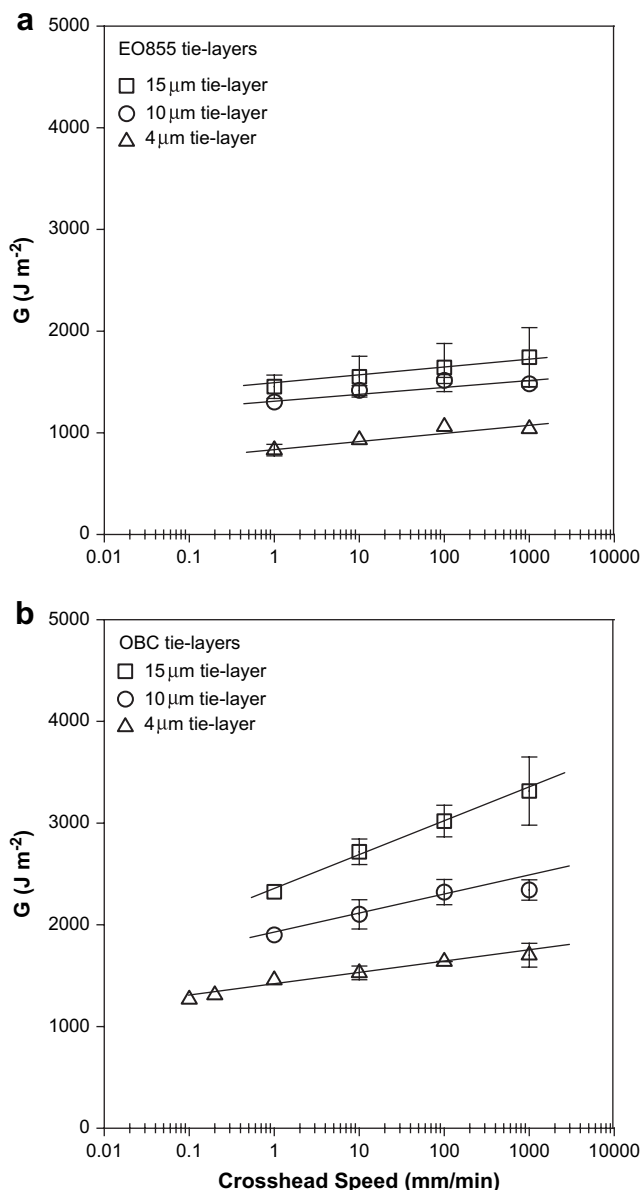 a
EO855 tie-layers
15 μm tie-layer
10 μm tie-layer
4 μm tie-layer
G (J m-2)
5000
4000
3000
2000
1000
0
0.01 0.1 1 10 100 1000 10000
b
OBC tie-layers
15 μm tie-layer
10 μm tie-layer
4 μm tie-layer
G (J m-2)
5000
4000
3000
2000
1000
0
0.01 0.1 1 10 100 1000 10000
Crosshead Speed (mm/min)